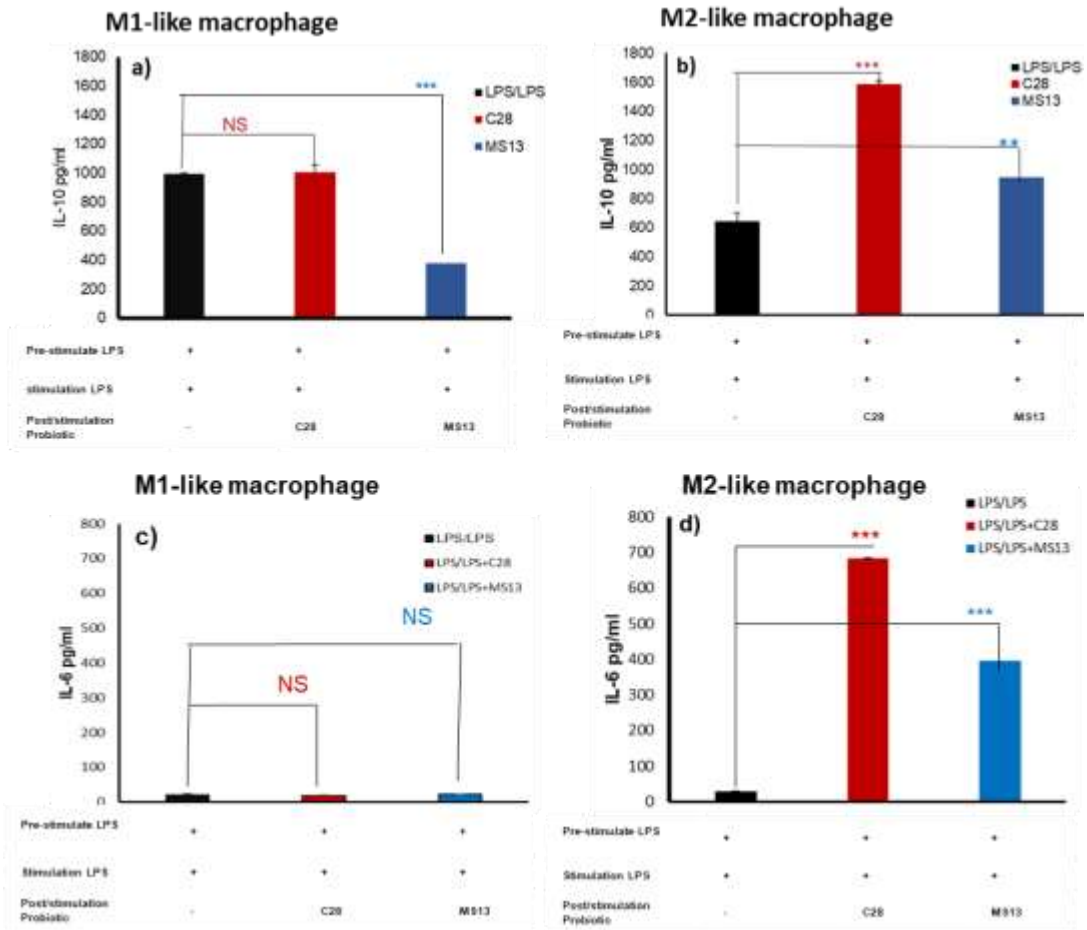 M1-like macrophage
a)
1800
1600
1400
1200
1000
800
600
400
200
0
IL-10 pg/ml
***
NS
LPS/LPS
C28
MS13
Pre-stimulate LPS + + +
stimulation LPS + + +
Post/stimulation
Probiotic - C28 MS13
M2-like macrophage
b)
1800
1600
1400
1200
1000
800
600
400
200
0
IL-10 pg/ml
***
**
LPS/LPS
C28
MS13
Pre-stimulate LPS + + +
Stimulation LPS + + +
Post/stimulation
Probiotic - C28 MS13
M1-like macrophage
c)
800
700
600
500
400
300
200
100
0
IL-6 pg/ml
NS
NS
LPS/LPS
LPS/LPS+C28
LPS/LPS+MS13
Pre-stimulate LPS + + +
Stimulation LPS + + +
Post/stimulation
Probiotic - C28 MS13
M2-like macrophage
d)
800
700
600
500
400
300
200
100
0
IL-6 pg/ml
***
***
LPS/LPS
LPS/LPS+C28
LPS/LPS+MS13
Pre-stimulate LPS + + +
Stimulation LPS + + +
Post/stimulation
Probiotic - C28 MS13